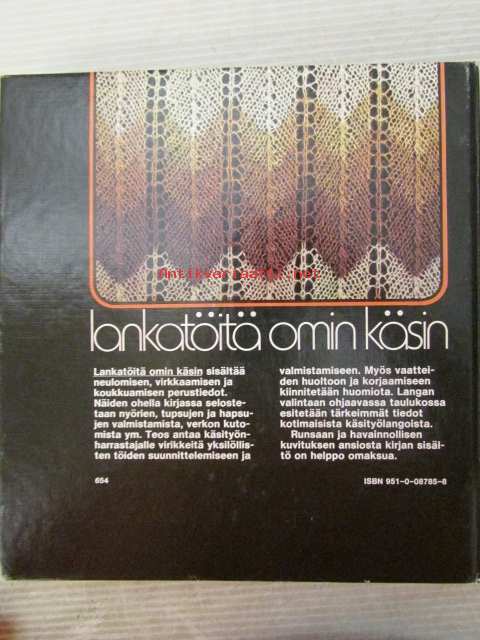 Antikvariaatti.net
lankatöitä omin käsin
Lankatöitä omin käsin sisältää
neulomisen, virkkaamisen ja
koukkuamisen perustiedot.
Näiden ohella kirjassa seloste-
taan nyörien, tupsujen ja hapsu-
jen valmistamista, verkon kuto-
mista ym. Teos antaa käsityön-
harrastajalle virikkeitä yksilöllis-
ten töiden suunnittelemiseen ja
valmistamiseen. Myös vaattei-
den huoltoon ja korjaamiseen
kiinnitetään huomiota. Langan
valintaan ohjaavassa taulukossa
esitetään tärkeimmät tiedot
kotimaisista käsityölangoista.
Runsaan ja havainnollisen
kuvituksen ansiosta kirjan sisäl-
tö on helppo omaksua.
654
ISBN 951-0-08785-8